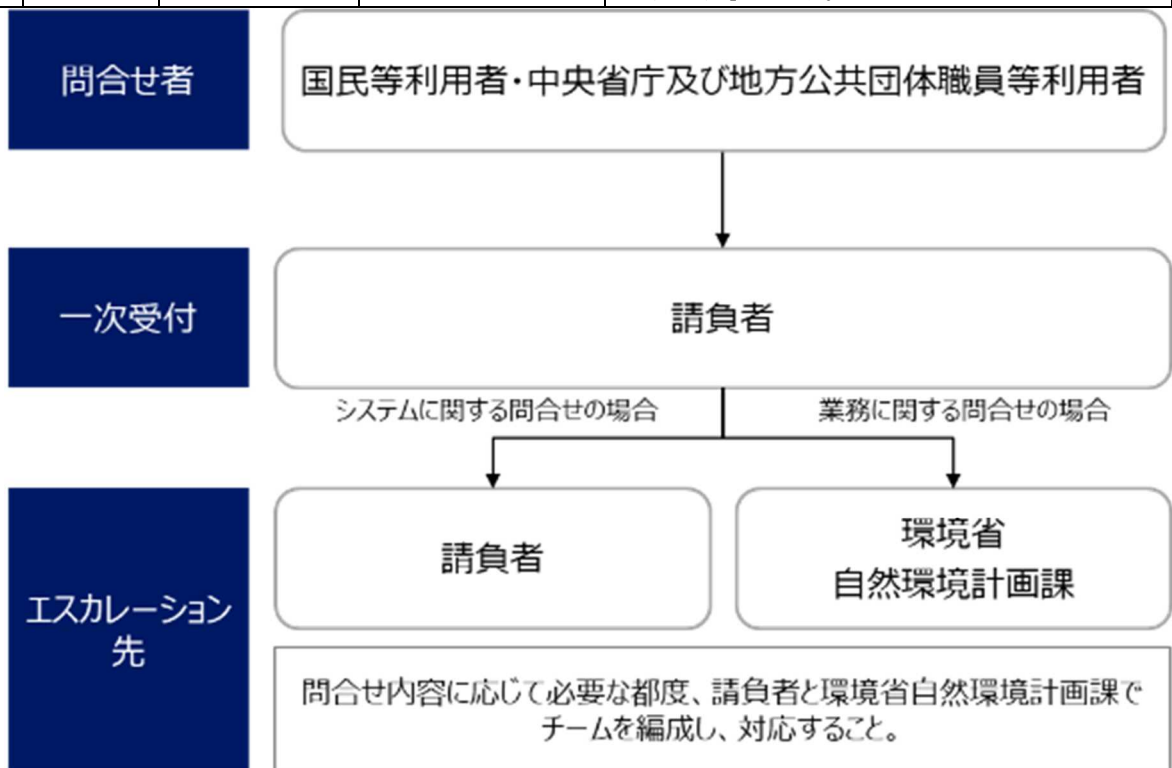 問合せ者
国民等利用者・中央省庁及び地方公共団体職員等利用者
一次受付
請負者
システムに関する問合せの場合
業務に関する問合せの場合
エスカレーション
先
請負者
環境省
自然環境計画課
問合せ内容に応じて必要な都度、請負者と環境省自然環境計画課で
チームを編成し、対応すること。